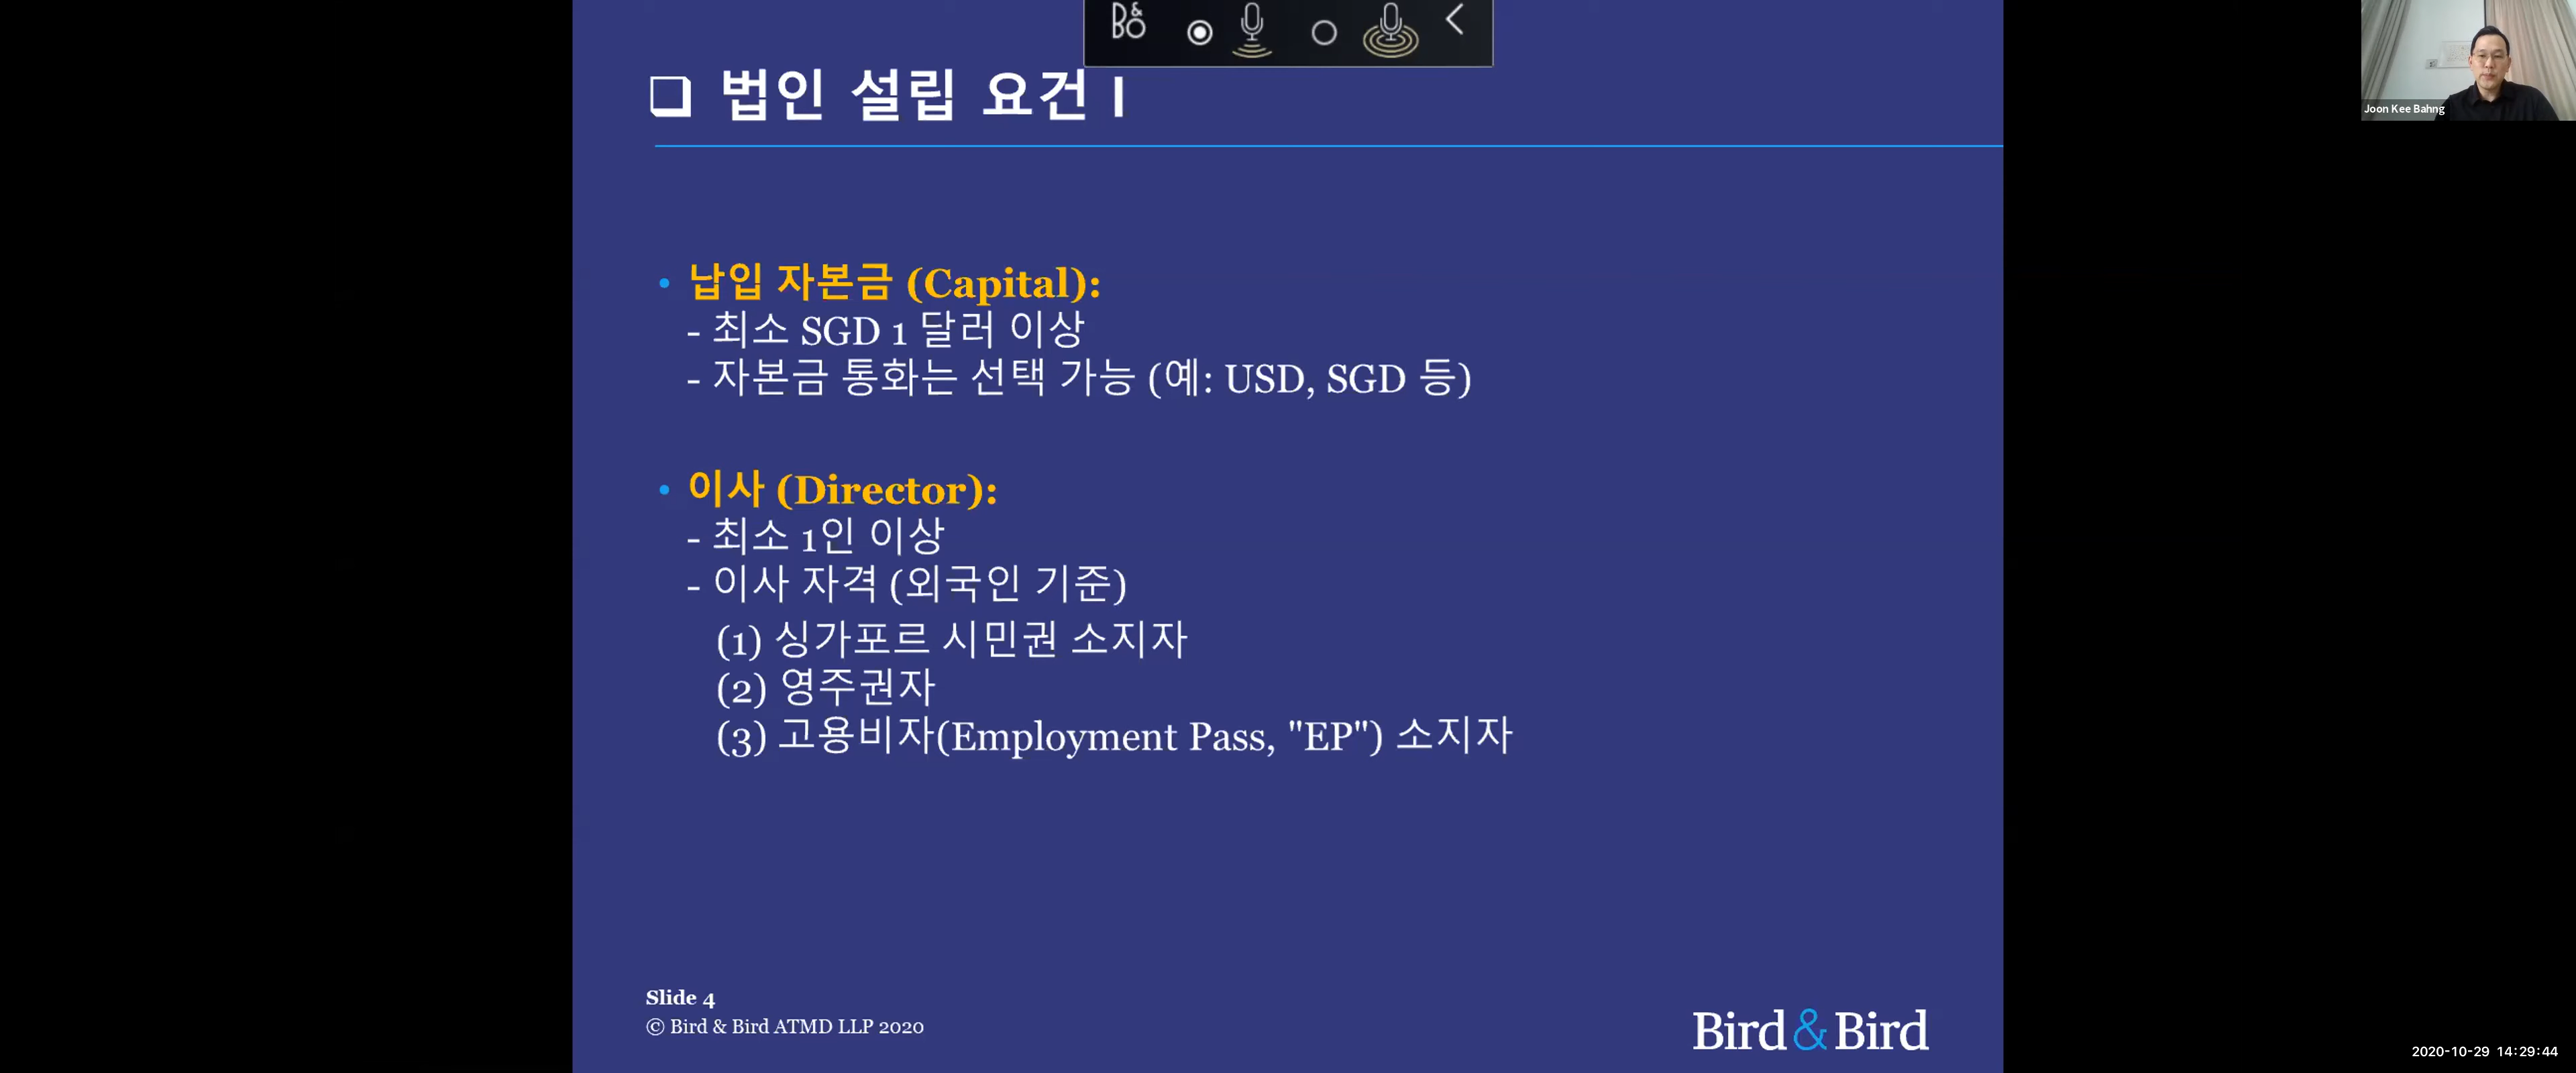 B&O
❑ 법인 설립 요건 I
Joon Kee Bahng
• 납입 자본금 (Capital):
- 최소 SGD 1 달러 이상
- 자본금 통화는 선택 가능 (예: USD, SGD 등)
• 이사 (Director):
- 최소 1인 이상
- 이사 자격 (외국인 기준)
(1) 싱가포르 시민권 소지자
(2) 영주권자
(3) 고용비자(Employment Pass, "EP") 소지자
Slide 4
© Bird & Bird ATMD LLP 2020
Bird & Bird
2020-10-29 14:29:44